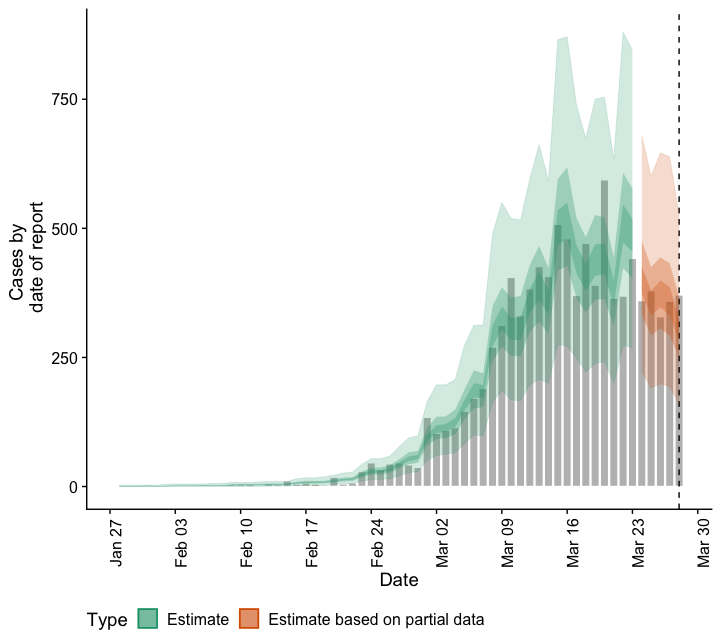 Cases by
date of report
750
500
250
0
Jan 27
Feb 03
Feb 10
Feb 17
Feb 24
Mar 02
Mar 09
Mar 16
Mar 23
Mar 30
Date
Type Estimate Estimate based on partial data